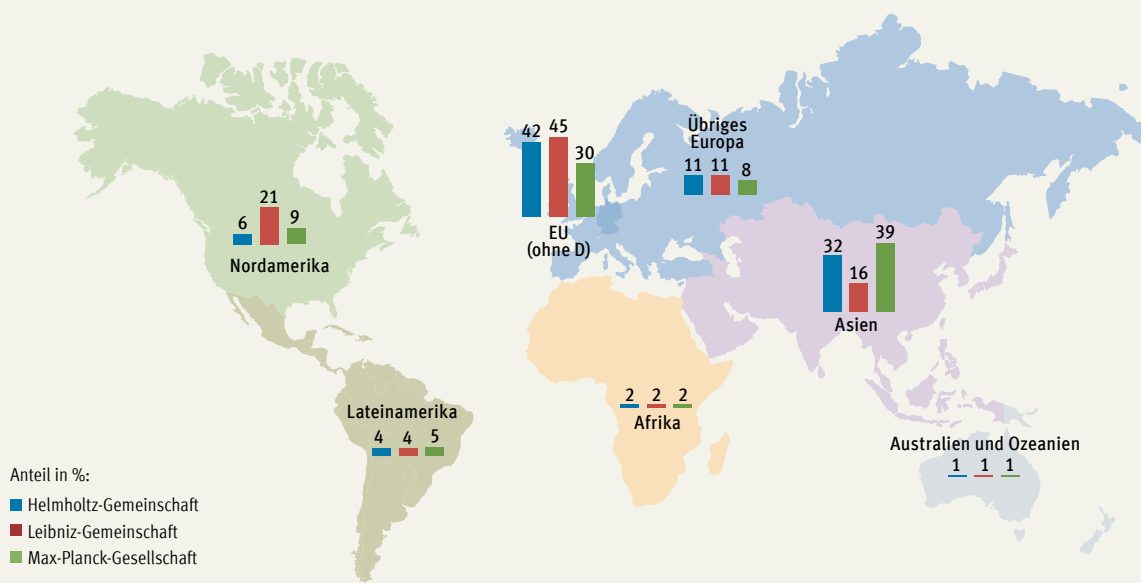 42 45 30
EU
(ohne D)
Übriges
Europa
11 11 8
6 21 9
Nordamerika
32 16 39
Asien
2 2 2
Afrika
Lateinamerika
4 4 5
Australien und Ozeanien
1 1 1
Anteil in %:
Helmholtz-Gemeinschaft
Leibniz-Gemeinschaft
Max-Planck-Gesellschaft